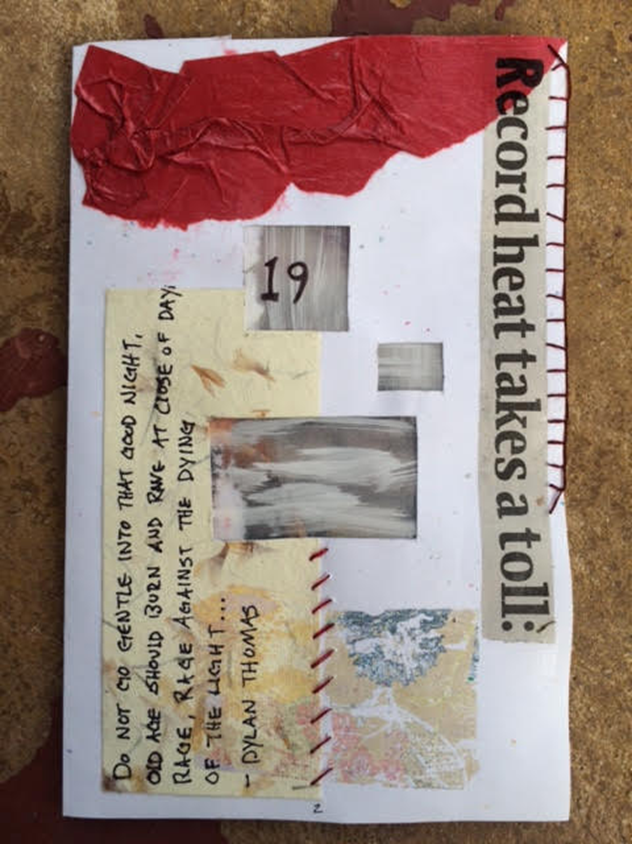 Record heat takes a toll:
19
DO NOT GO GENTLE INTO THAT GOOD NIGHT,
OLD AGE SHOULD BURN AND RAVE AT CLOSE OF DAY;
RAGE, RAGE AGAINST THE DYING
OF THE LIGHT...
- DYLAN THOMAS
2